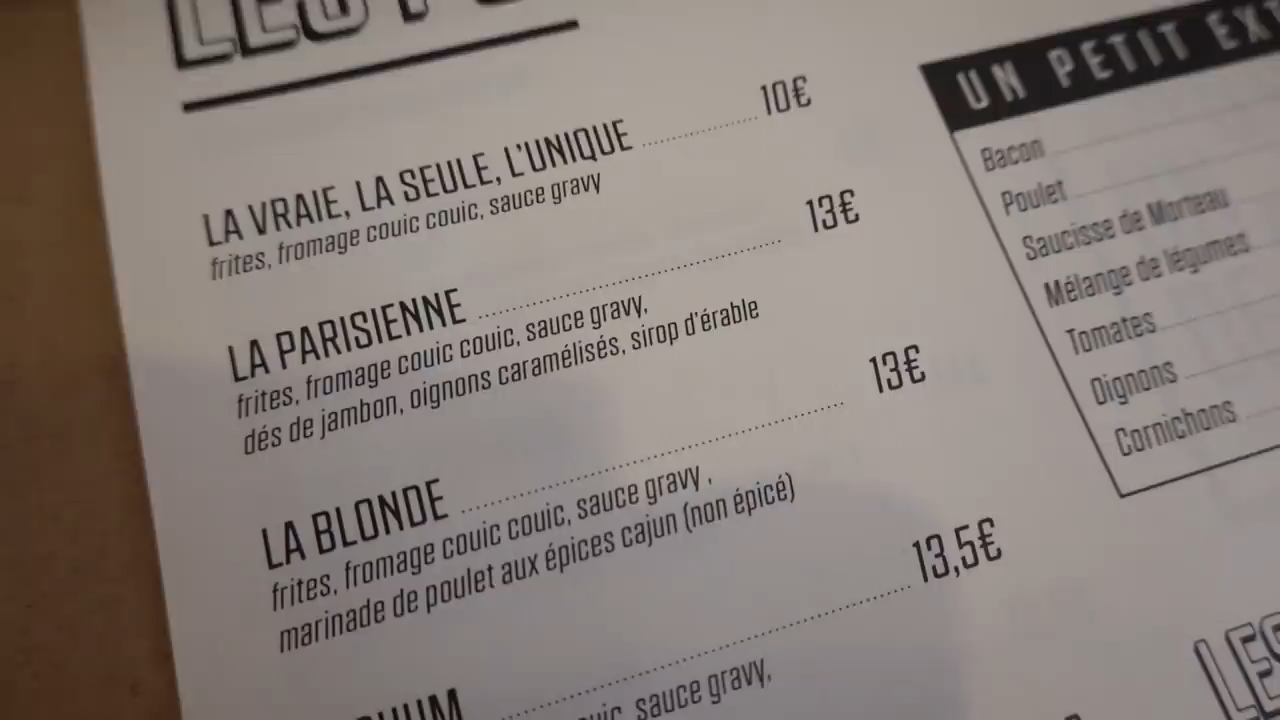 LA VRAIE, LA SEULE, L'UNIQUE 10€
frites, fromage couic couic, sauce gravy
LA PARISIENNE 13€
frites, fromage couic couic, sauce gravy,
dés de jambon, oignons caramélisés, sirop d'érable
LA BLONDE 13€
frites, fromage couic couic, sauce gravy ,
marinade de poulet aux épices cajun (non épicé)
13,5€
sauce gravy,
UN PETIT
Bacon
Poulet
Saucisse de Morteau
Mélange de légumes
Tomates
Oignons
Cornichons